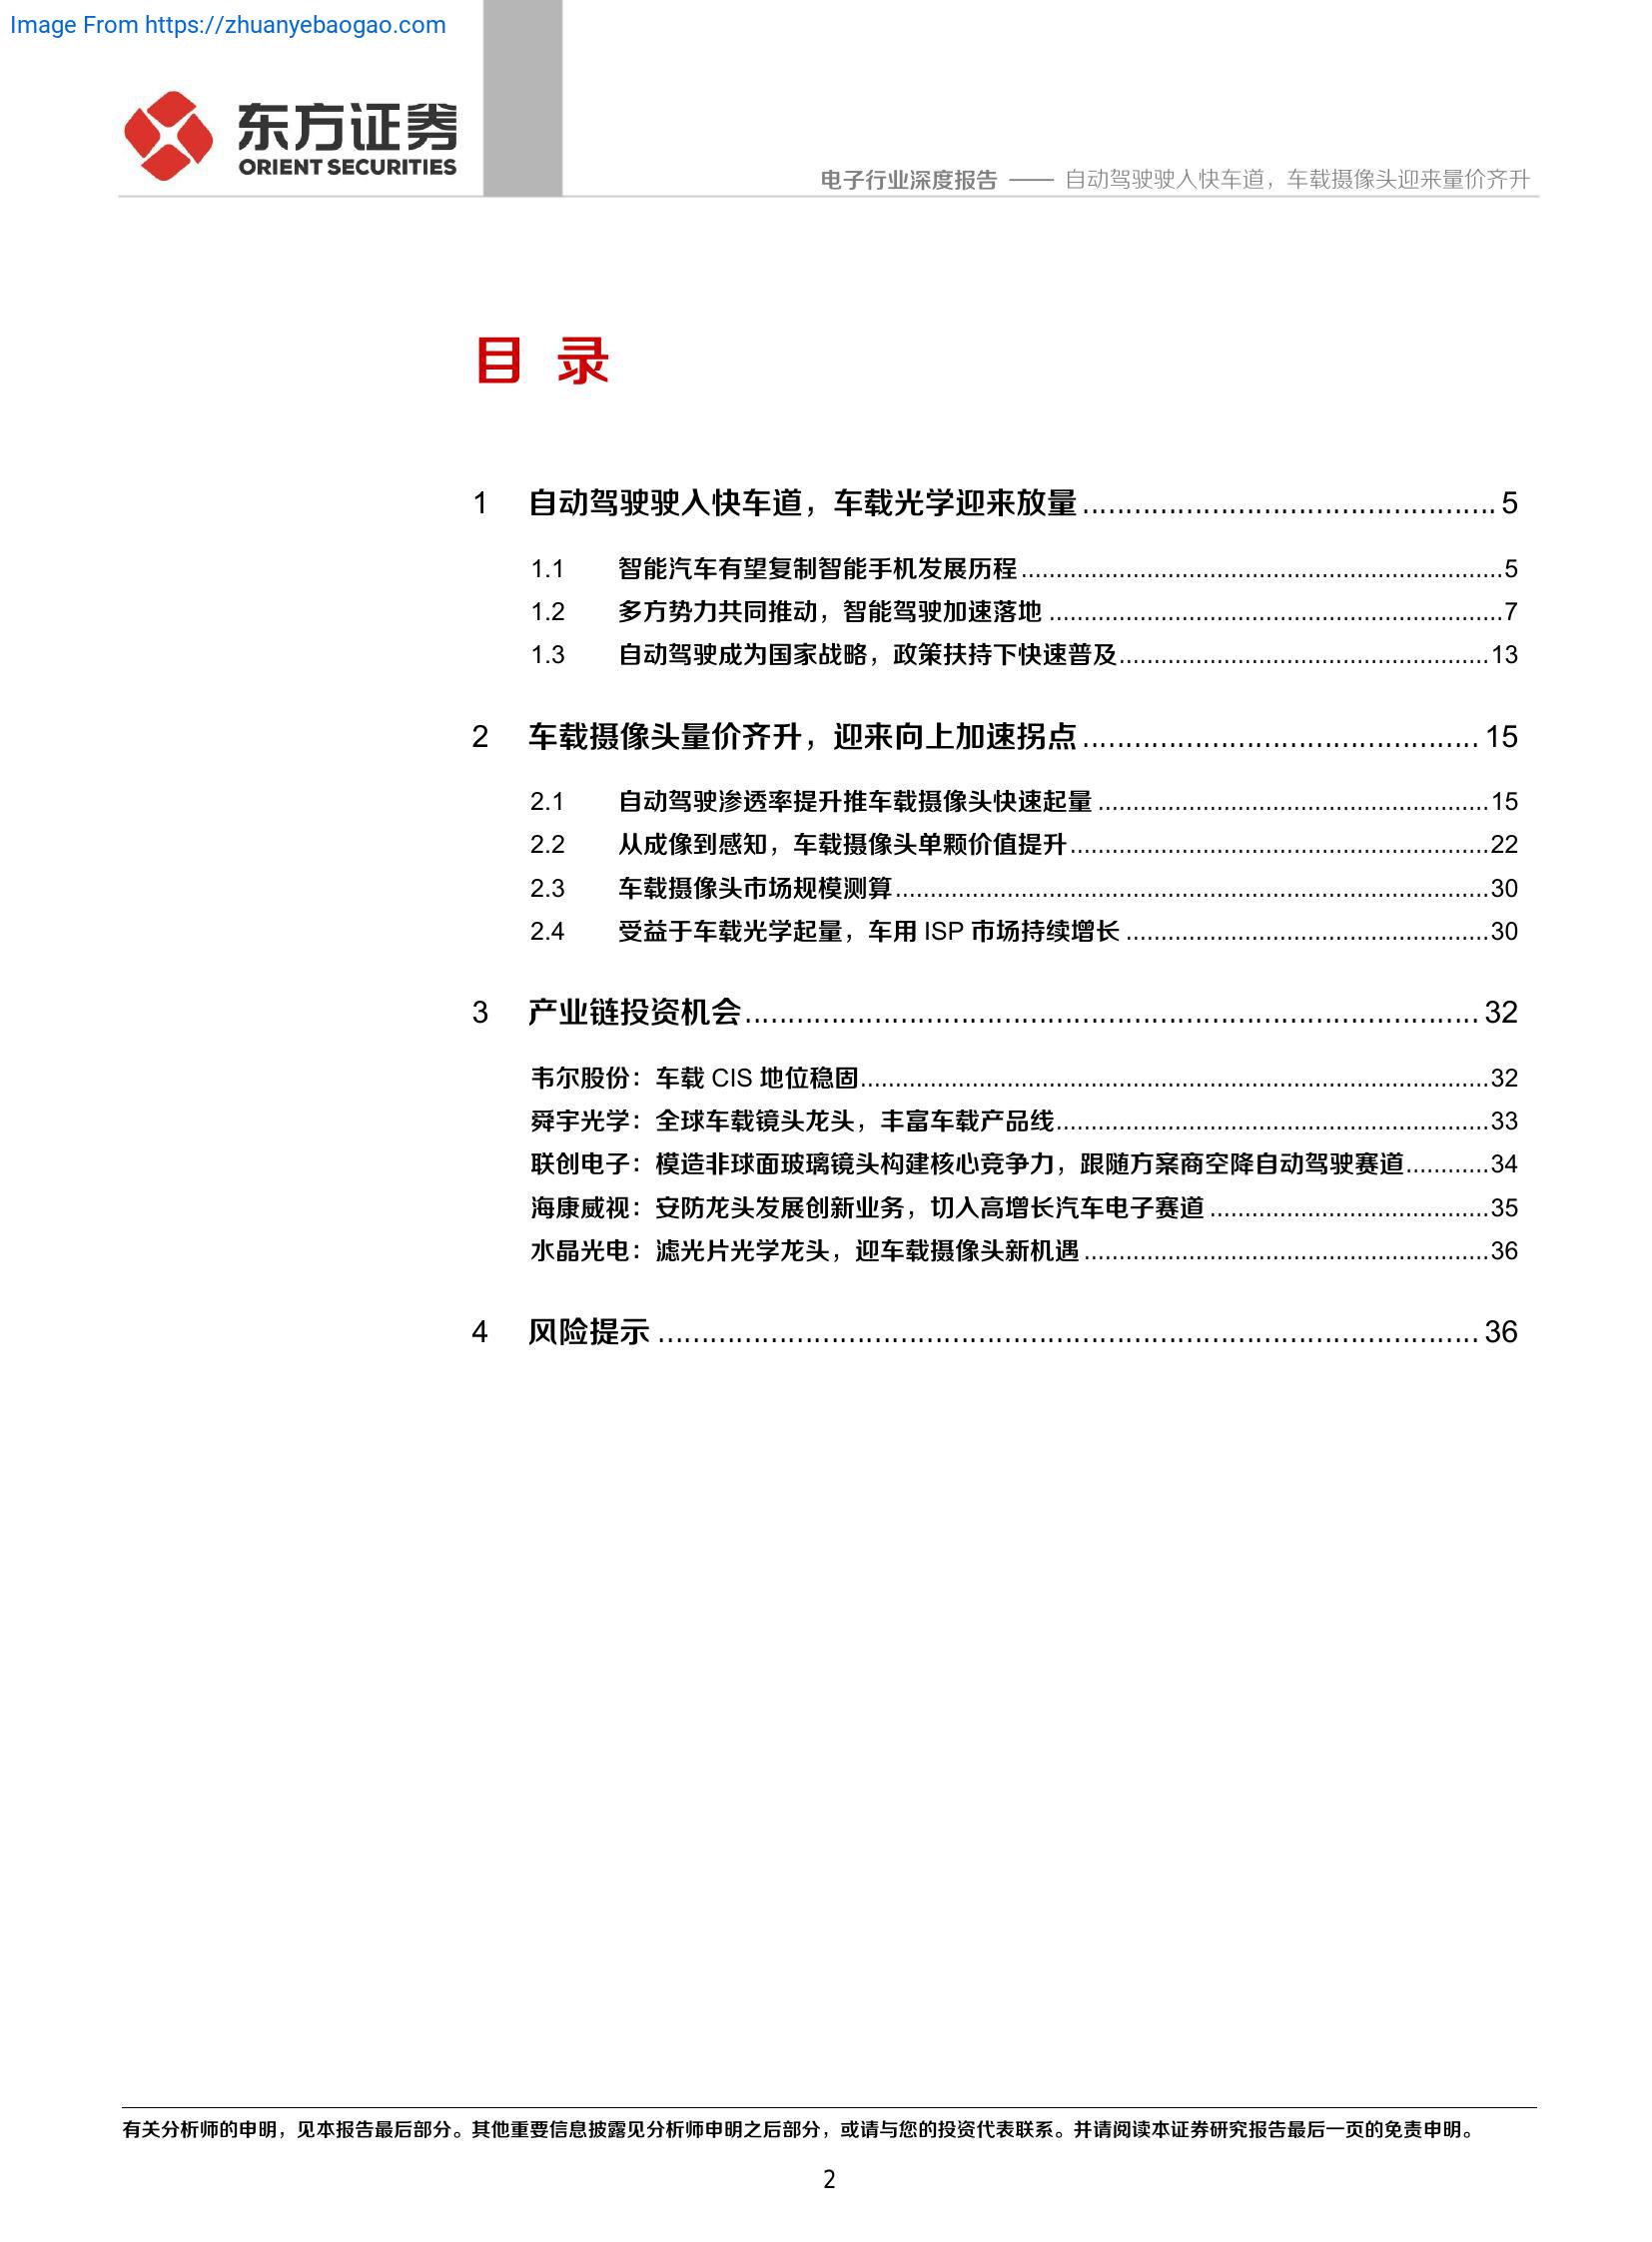 Image From https://zhuanyebaogao.com
东方证券
ORIENT SECURITIES
电子行业深度报告 —— 自动驾驶驶入快车道，车载摄像头迎来量价齐升
目 录
1 自动驾驶驶入快车道，车载光学迎来放量................................................ 5
1.1 智能汽车有望复制智能手机发展历程.....................................................................5
1.2 多方势力共同推动，智能驾驶加速落地 .................................................................7
1.3 自动驾驶成为国家战略，政策扶持下快速普及.....................................................13
2 车载摄像头量价齐升，迎来向上加速拐点.............................................. 15
2.1 自动驾驶渗透率提升推车载摄像头快速起量 ........................................................15
2.2 从成像到感知，车载摄像头单颗价值提升............................................................22
2.3 车载摄像头市场规模测算.....................................................................................30
2.4 受益于车载光学起量，车用 ISP 市场持续增长 ....................................................30
3 产业链投资机会..................................................................................... 32
韦尔股份：车载 CIS 地位稳固..........................................................................................32
舜宇光学：全球车载镜头龙头，丰富车载产品线..............................................................33
联创电子：模造非球面玻璃镜头构建核心竞争力，跟随方案商空降自动驾驶赛道............34
海康威视：安防龙头发展创新业务，切入高增长汽车电子赛道 ........................................35
水晶光电：滤光片光学龙头，迎车载摄像头新机遇 ..........................................................36
4 风险提示 ............................................................................................... 36
有关分析师的申明，见本报告最后部分。其他重要信息披露见分析师申明之后部分，或请与您的投资代表联系。并请阅读本证券研究报告最后一页的免责申明。
2